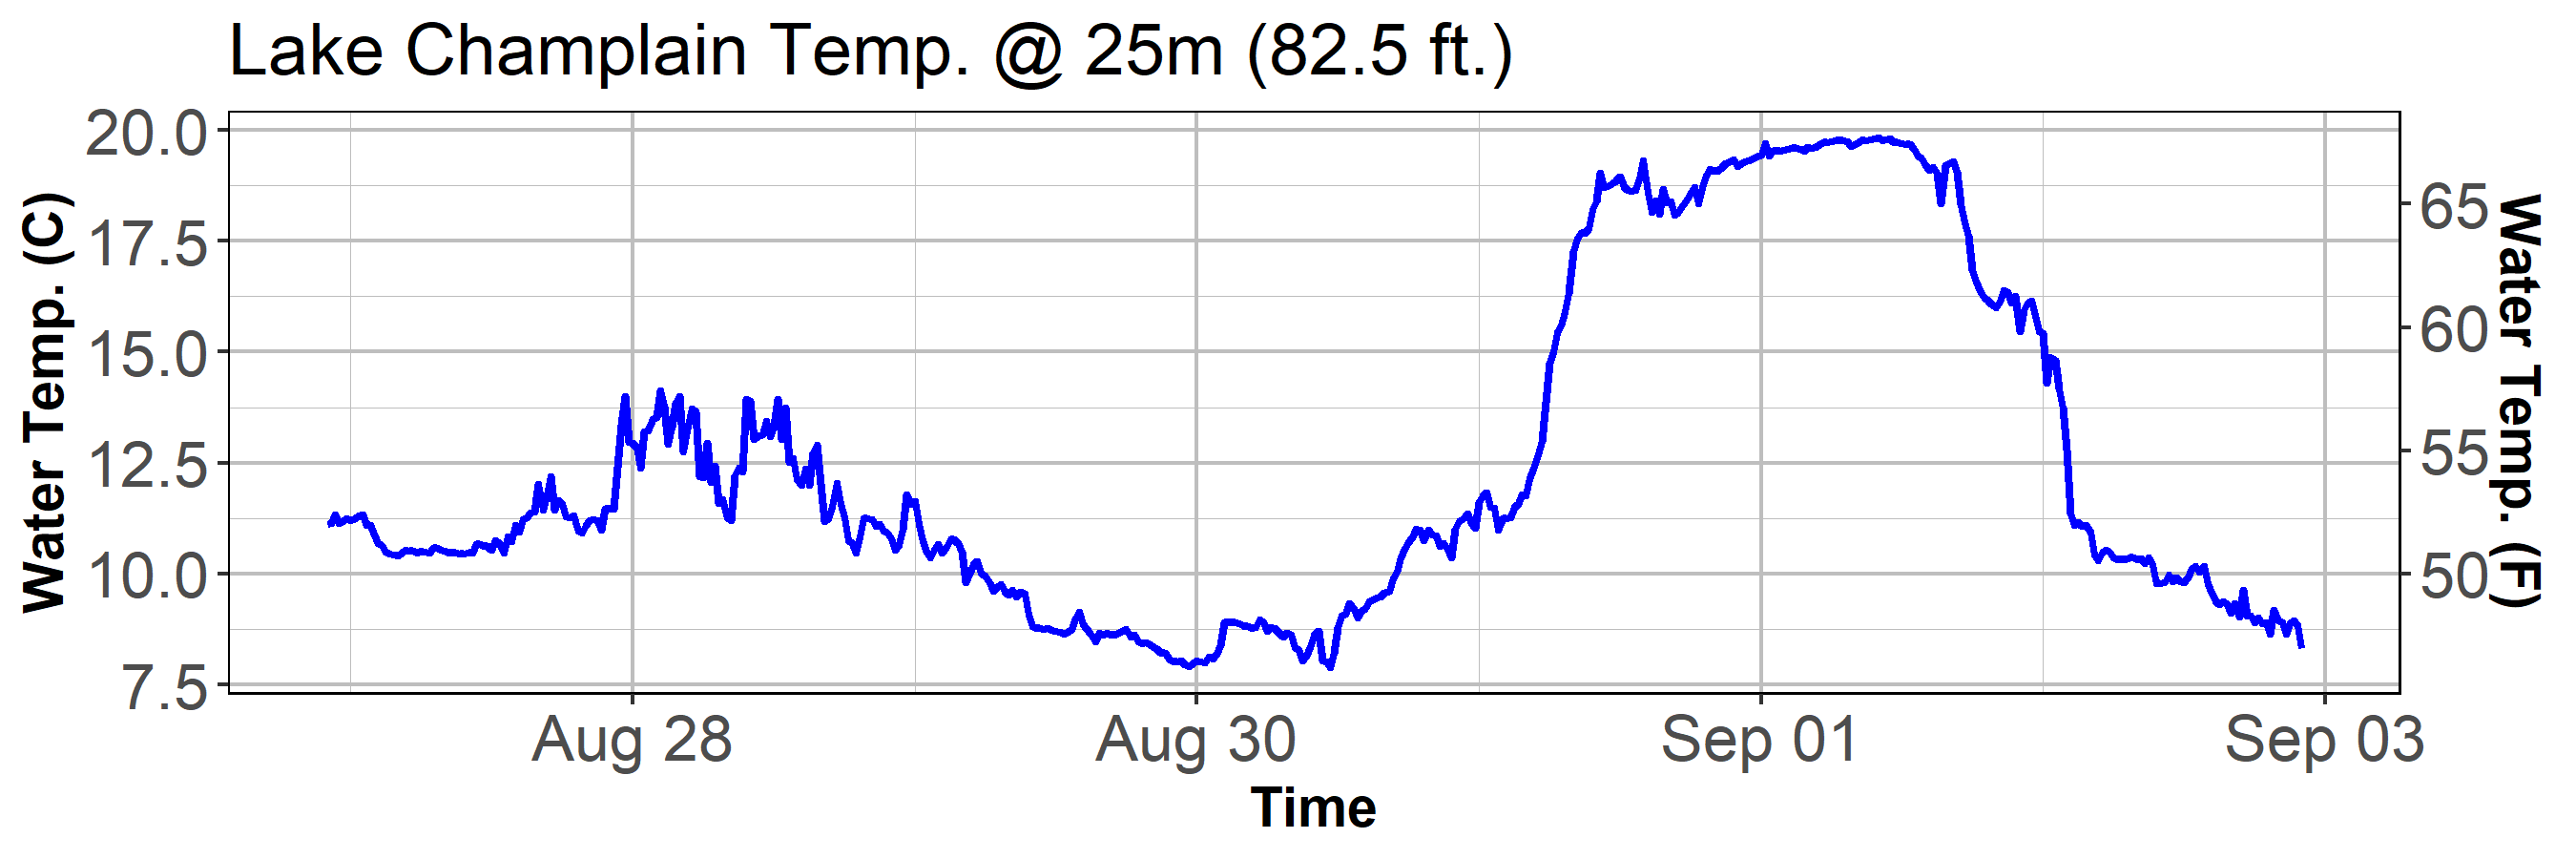 Lake Champlain Temp. @ 25m (82.5 ft.)
Water Temp. (C)
20.0
17.5
15.0
12.5
10.0
7.5
65
60
55
50
Water Temp. (F)
Aug 28
Aug 30
Sep 01
Sep 03
Time